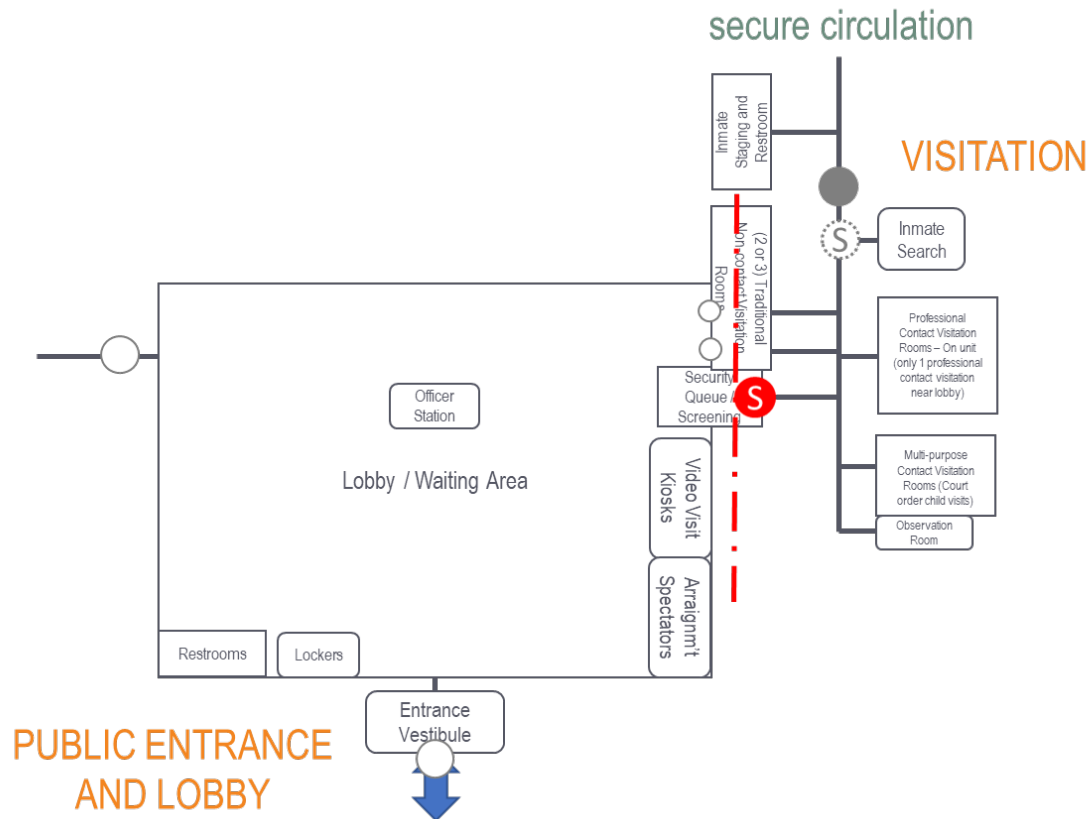 secure circulation
Inmate
Staging and
Restroom
VISITATION
S
Inmate
Search
(2 or 3) Traditional
Non-contact Visitation
Rooms
Professional
Contact Visitation
Rooms – On unit
(only 1 professional
contact visitation
near lobby)
Officer
Station
Security
Queue /
Screening
S
Lobby / Waiting Area
Video Visit
Kiosks
Multi-purpose
Contact Visitation
Rooms (Court
order child visits)
Observation
Room
Arraignm't
Spectators
Restrooms
Lockers
Entrance
Vestibule
PUBLIC ENTRANCE
AND LOBBY